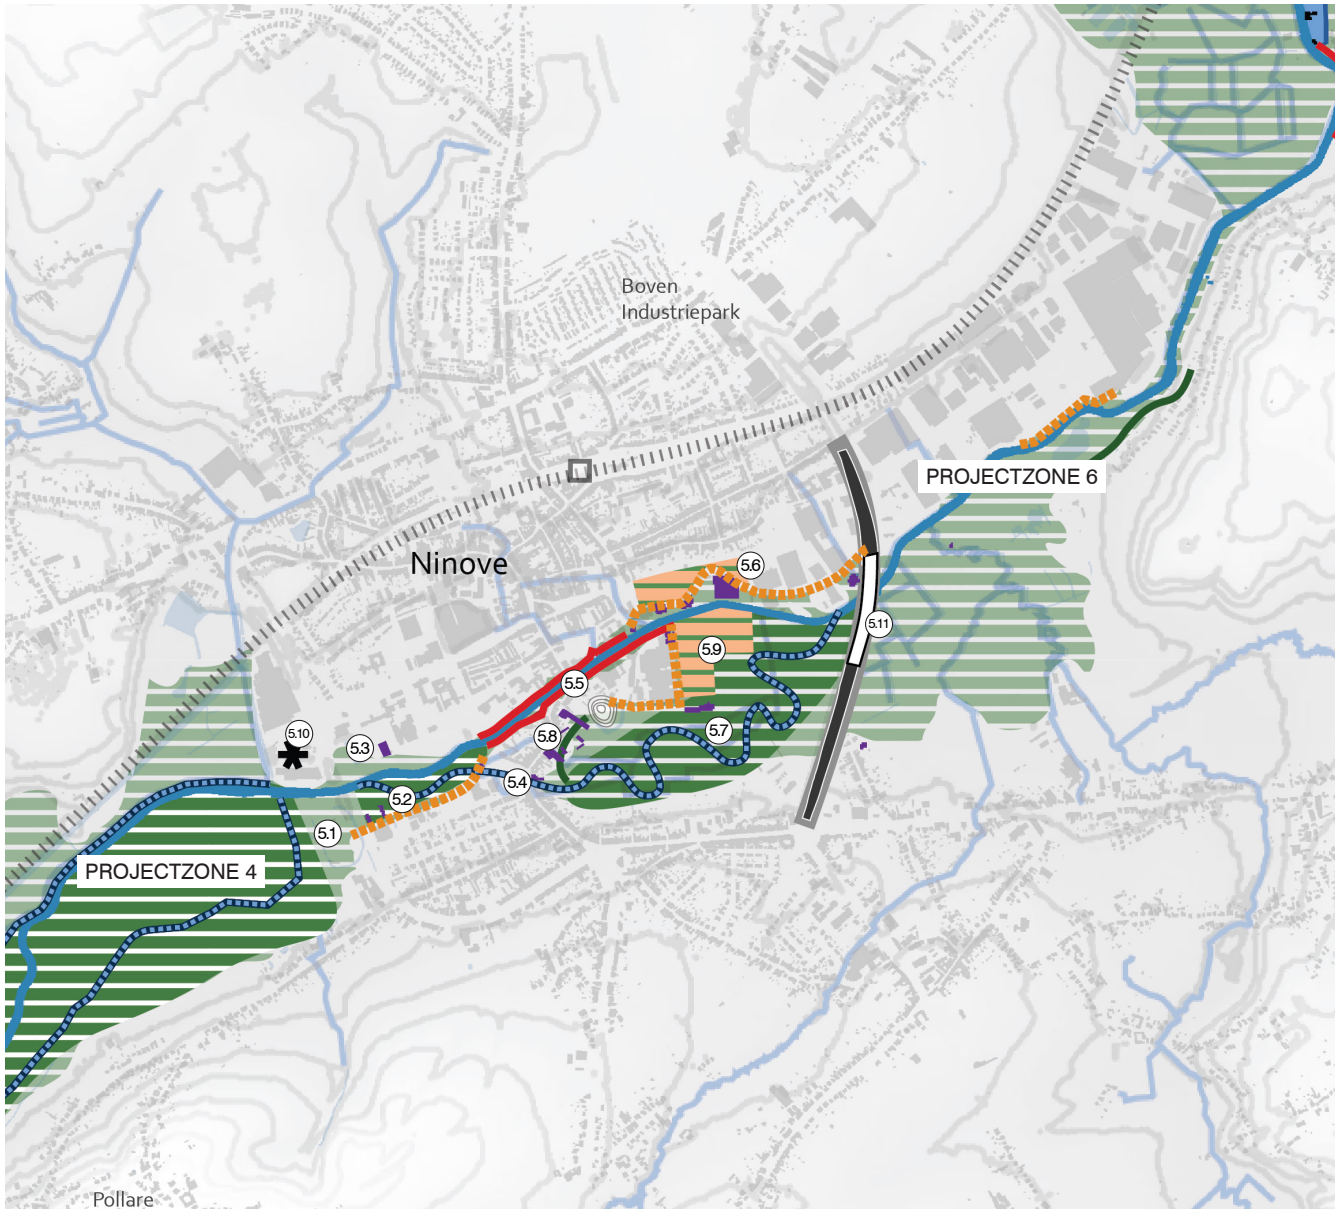 Boven
Industriepark
PROJECTZONE 6
Ninove
5.6
5.11
5.9
5.5
5.7
5.10
5.8
5.3
5.4
5.2
5.1
PROJECTZONE 4
Pollare